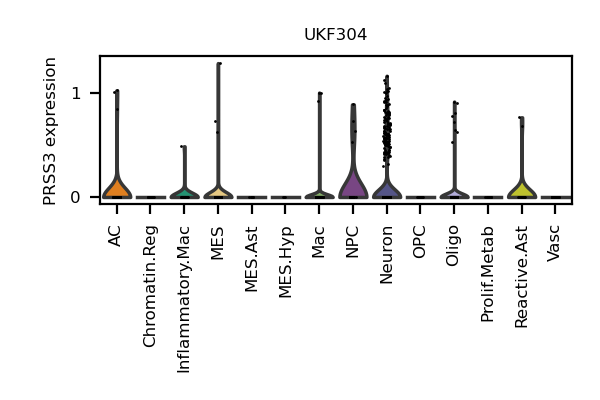 UKF304
PRSS3 expression
1
0
AC
Chromatin.Reg
Inflammatory.Mac
MES
MES.Ast
MES.Hyp
Mac
NPC
Neuron
OPC
Oligo
Prolif.Metab
Reactive.Ast
Vasc